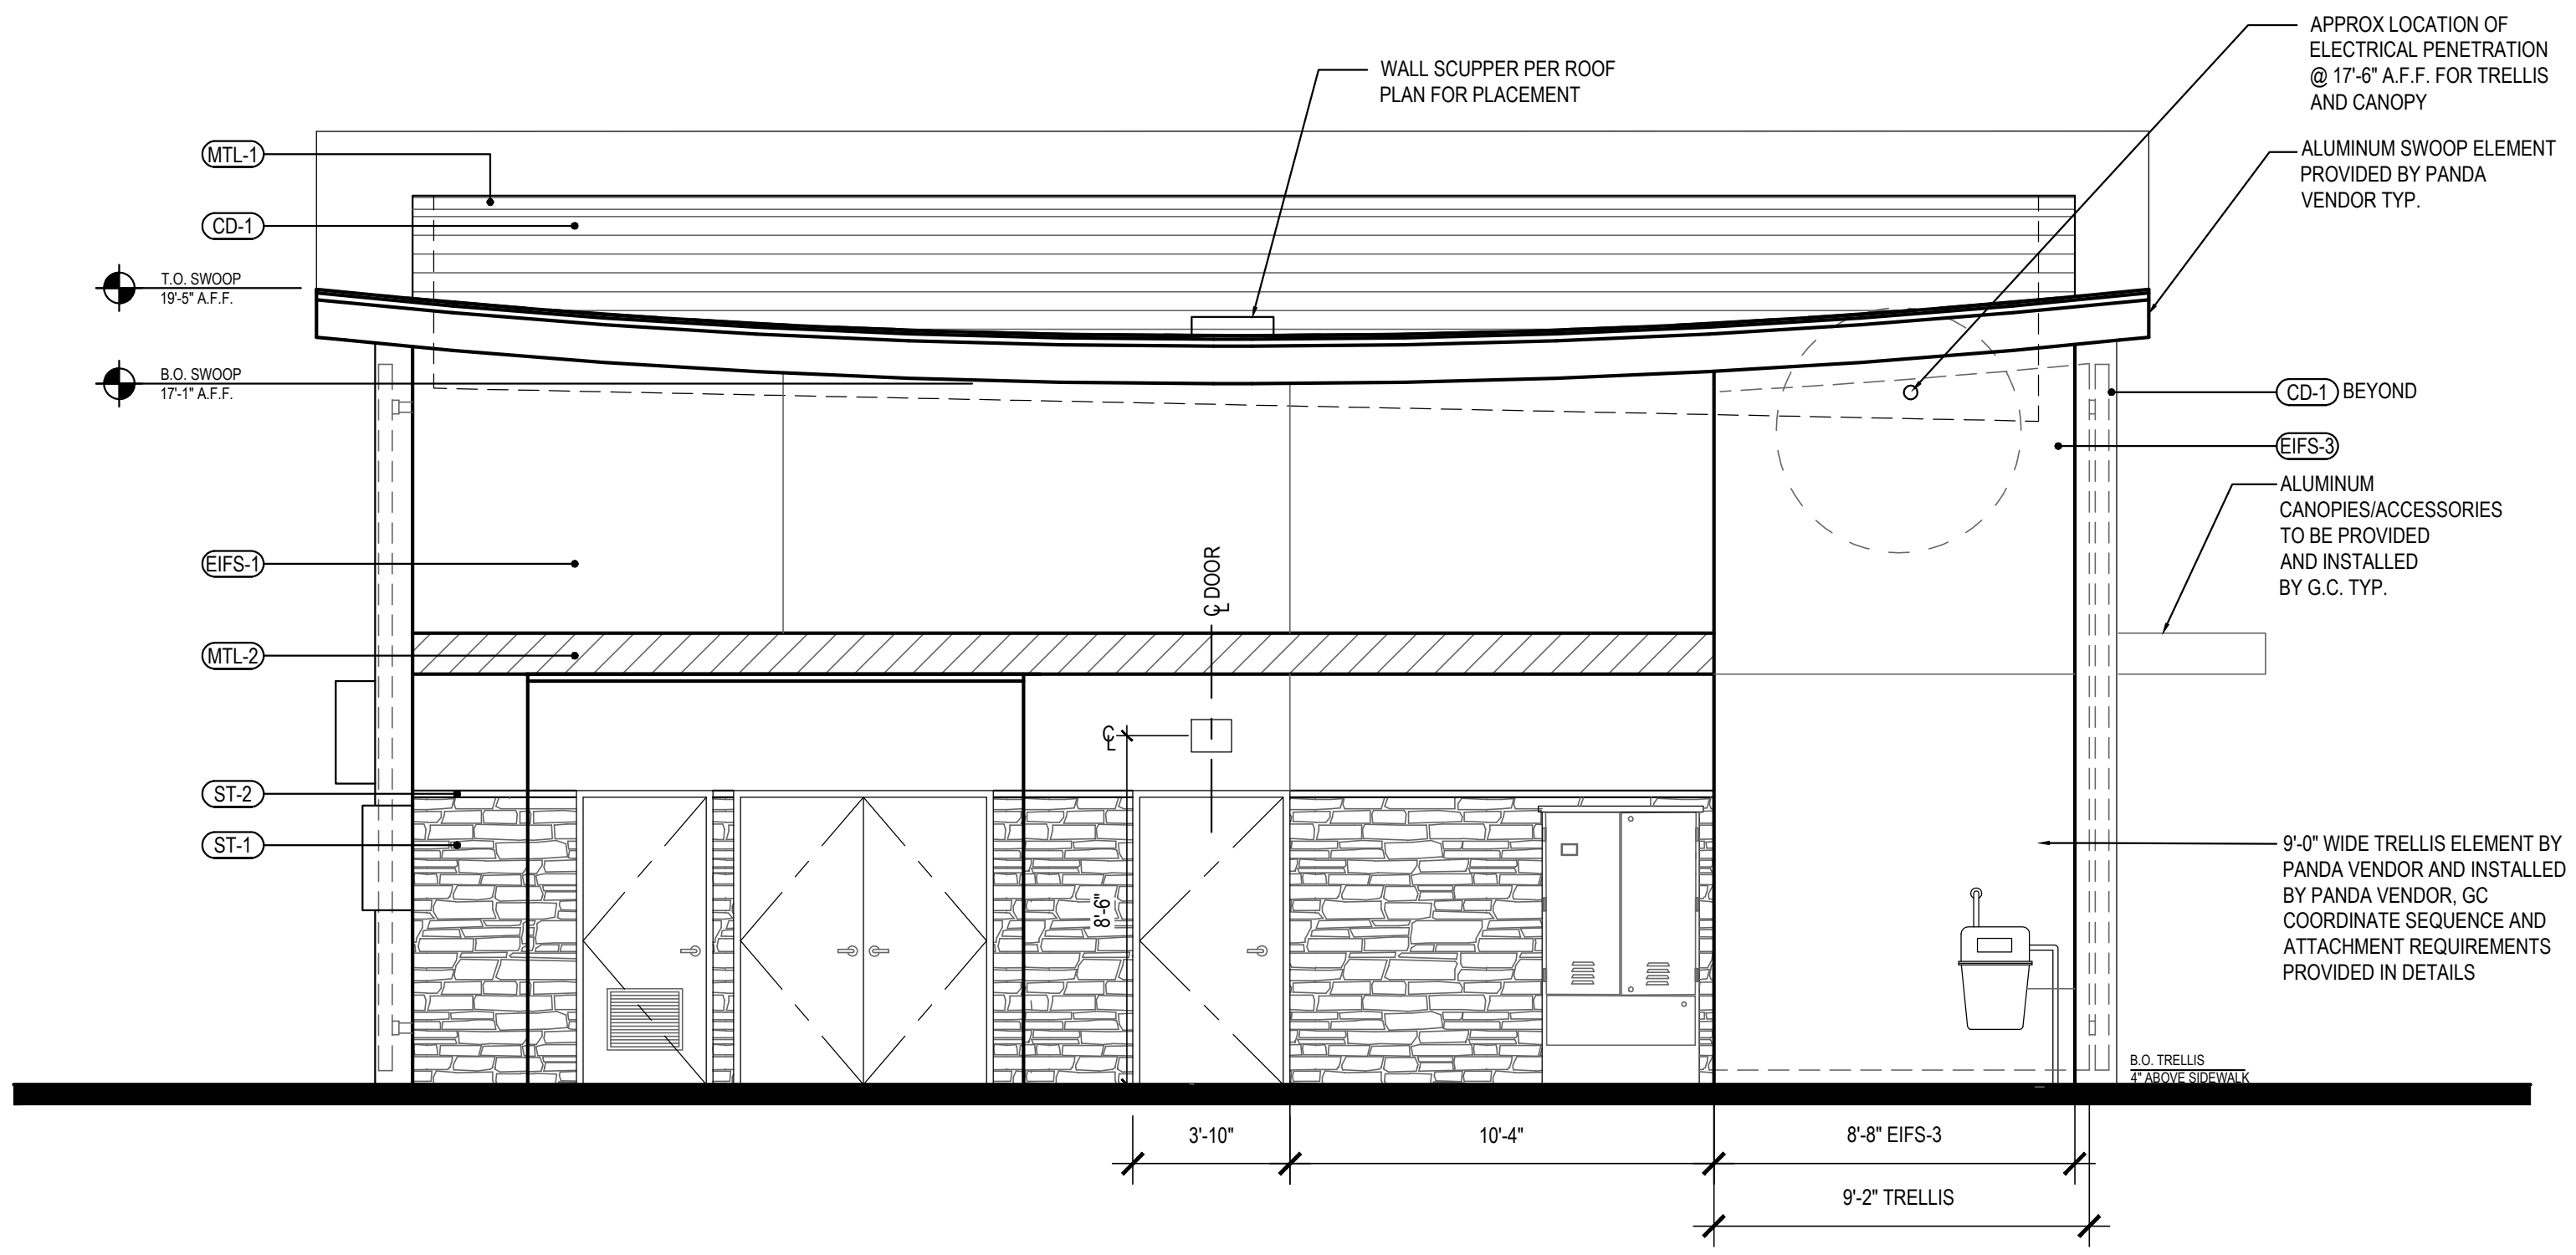 APPROX LOCATION OF
ELECTRICAL PENETRATION
@ 17'-6" A.F.F. FOR TRELLIS
AND CANOPY
WALL SCUPPER PER ROOF
PLAN FOR PLACEMENT
MTL-1
ALUMINUM SWOOP ELEMENT
PROVIDED BY PANDA
VENDOR TYP.
CD-1
T.O. SWOOP
19'-5" A.F.F.
B.O. SWOOP
17'-1" A.F.F.
CD-1 BEYOND
EIFS-3
ALUMINUM
CANOPIES/ACCESSORIES
TO BE PROVIDED
AND INSTALLED
BY G.C. TYP.
EIFS-1
℄ DOOR
MTL-2
℄
ST-2
ST-1
8'-6"
9'-0" WIDE TRELLIS ELEMENT BY
PANDA VENDOR AND INSTALLED
BY PANDA VENDOR, GC
COORDINATE SEQUENCE AND
ATTACHMENT REQUIREMENTS
PROVIDED IN DETAILS
B.O. TRELLIS
4" ABOVE SIDEWALK
3'-10"
10'-4"
8'-8" EIFS-3
9'-2" TRELLIS